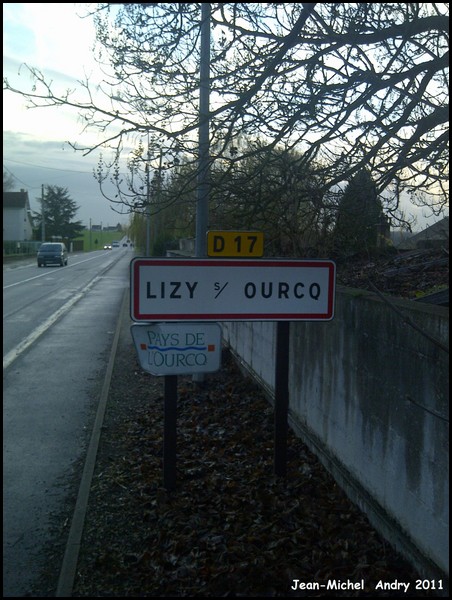 D 17
LIZY S/ OURCQ
PAYS DE
L'OURCQ
Jean-Michel Andry 2011